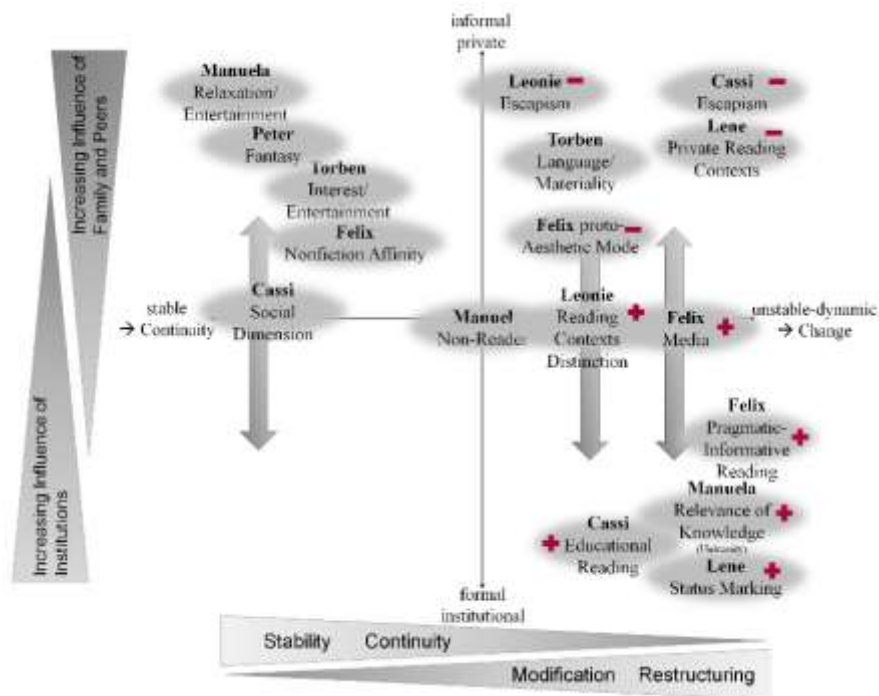 informal
private
Manuela
Relaxation/
Entertainment
Peter
Fantasy
Torben
Interest/
Entertainment
Felix
Nonfiction Affinity
Leonie
Escapism
Cassi
Escapism
Torben
Language/
Materiality
Lene
Private Reading
Contexts
Felix proto-
Aesthetic Mode
Increasing Influence of
Family and Peers
stable
→ Continuity
Cassi
Social
Dimension
Manuel
Non-Reader
Leonie
Reading
Contexts
Distinction
Felix
Media
unstable-dynamic
→ Change
Increasing Influence of
Institutions
Felix
Pragmatic-
Informative
Reading
Manuela
Relevance of
Knowledge
Cassi
Educational
Reading
Lene
Status Marking
formal
institutional
Stability Continuity
Modification Restructuring